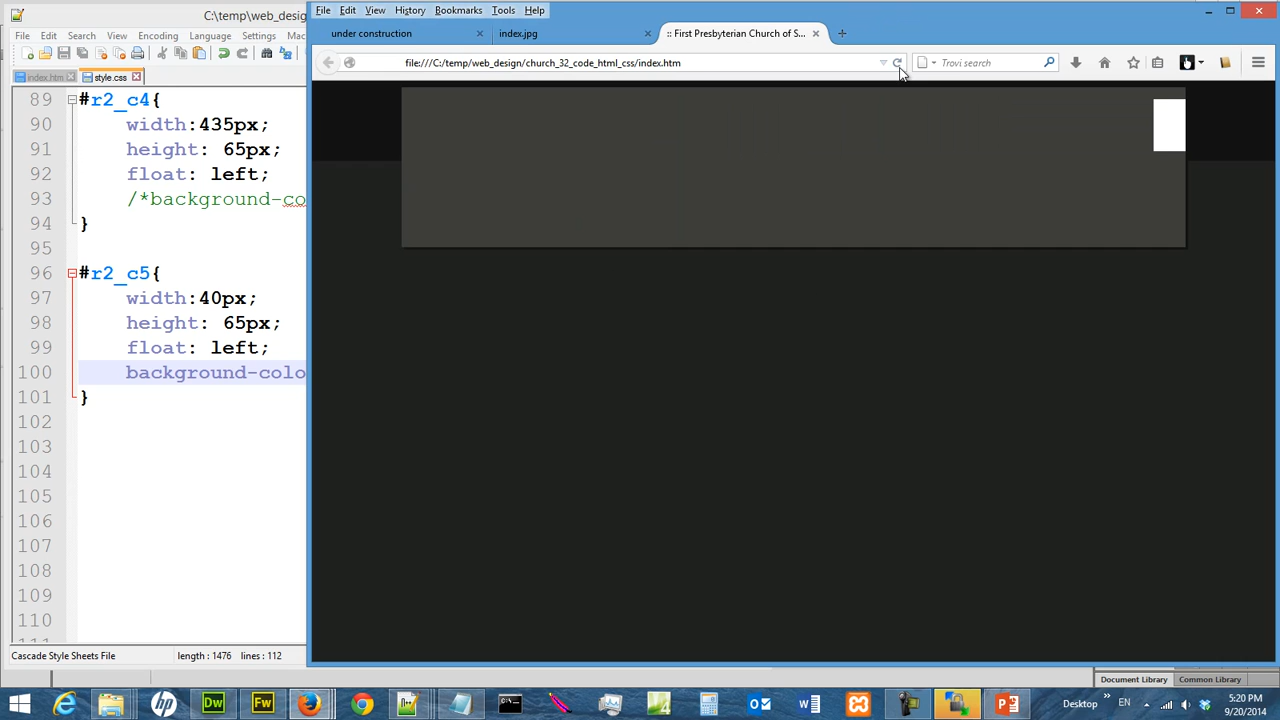 C:\temp\web_desig
File Edit View History Bookmarks Tools Help
under construction
index.jpg
:: First Presbyterian Church of S...
File Edit Search View Encoding Language Settings Mac
file:///C:/temp/web_design/church_32_code_html_css/index.htm
Trovi search
index.htm style.css
89 #r2_c4{
90 width:435px;
91 height: 65px;
92 float: left;
93 /*background-co
94 }
95
96 #r2_c5{
97 width:40px;
98 height: 65px;
99 float: left;
100 background-colo
101 }
102
103
104
105
106
107
108
109
110
111
Cascade Style Sheets File length : 1476 lines : 112
Document Library Common Library
Desktop
EN
5:20 PM
9/20/2014